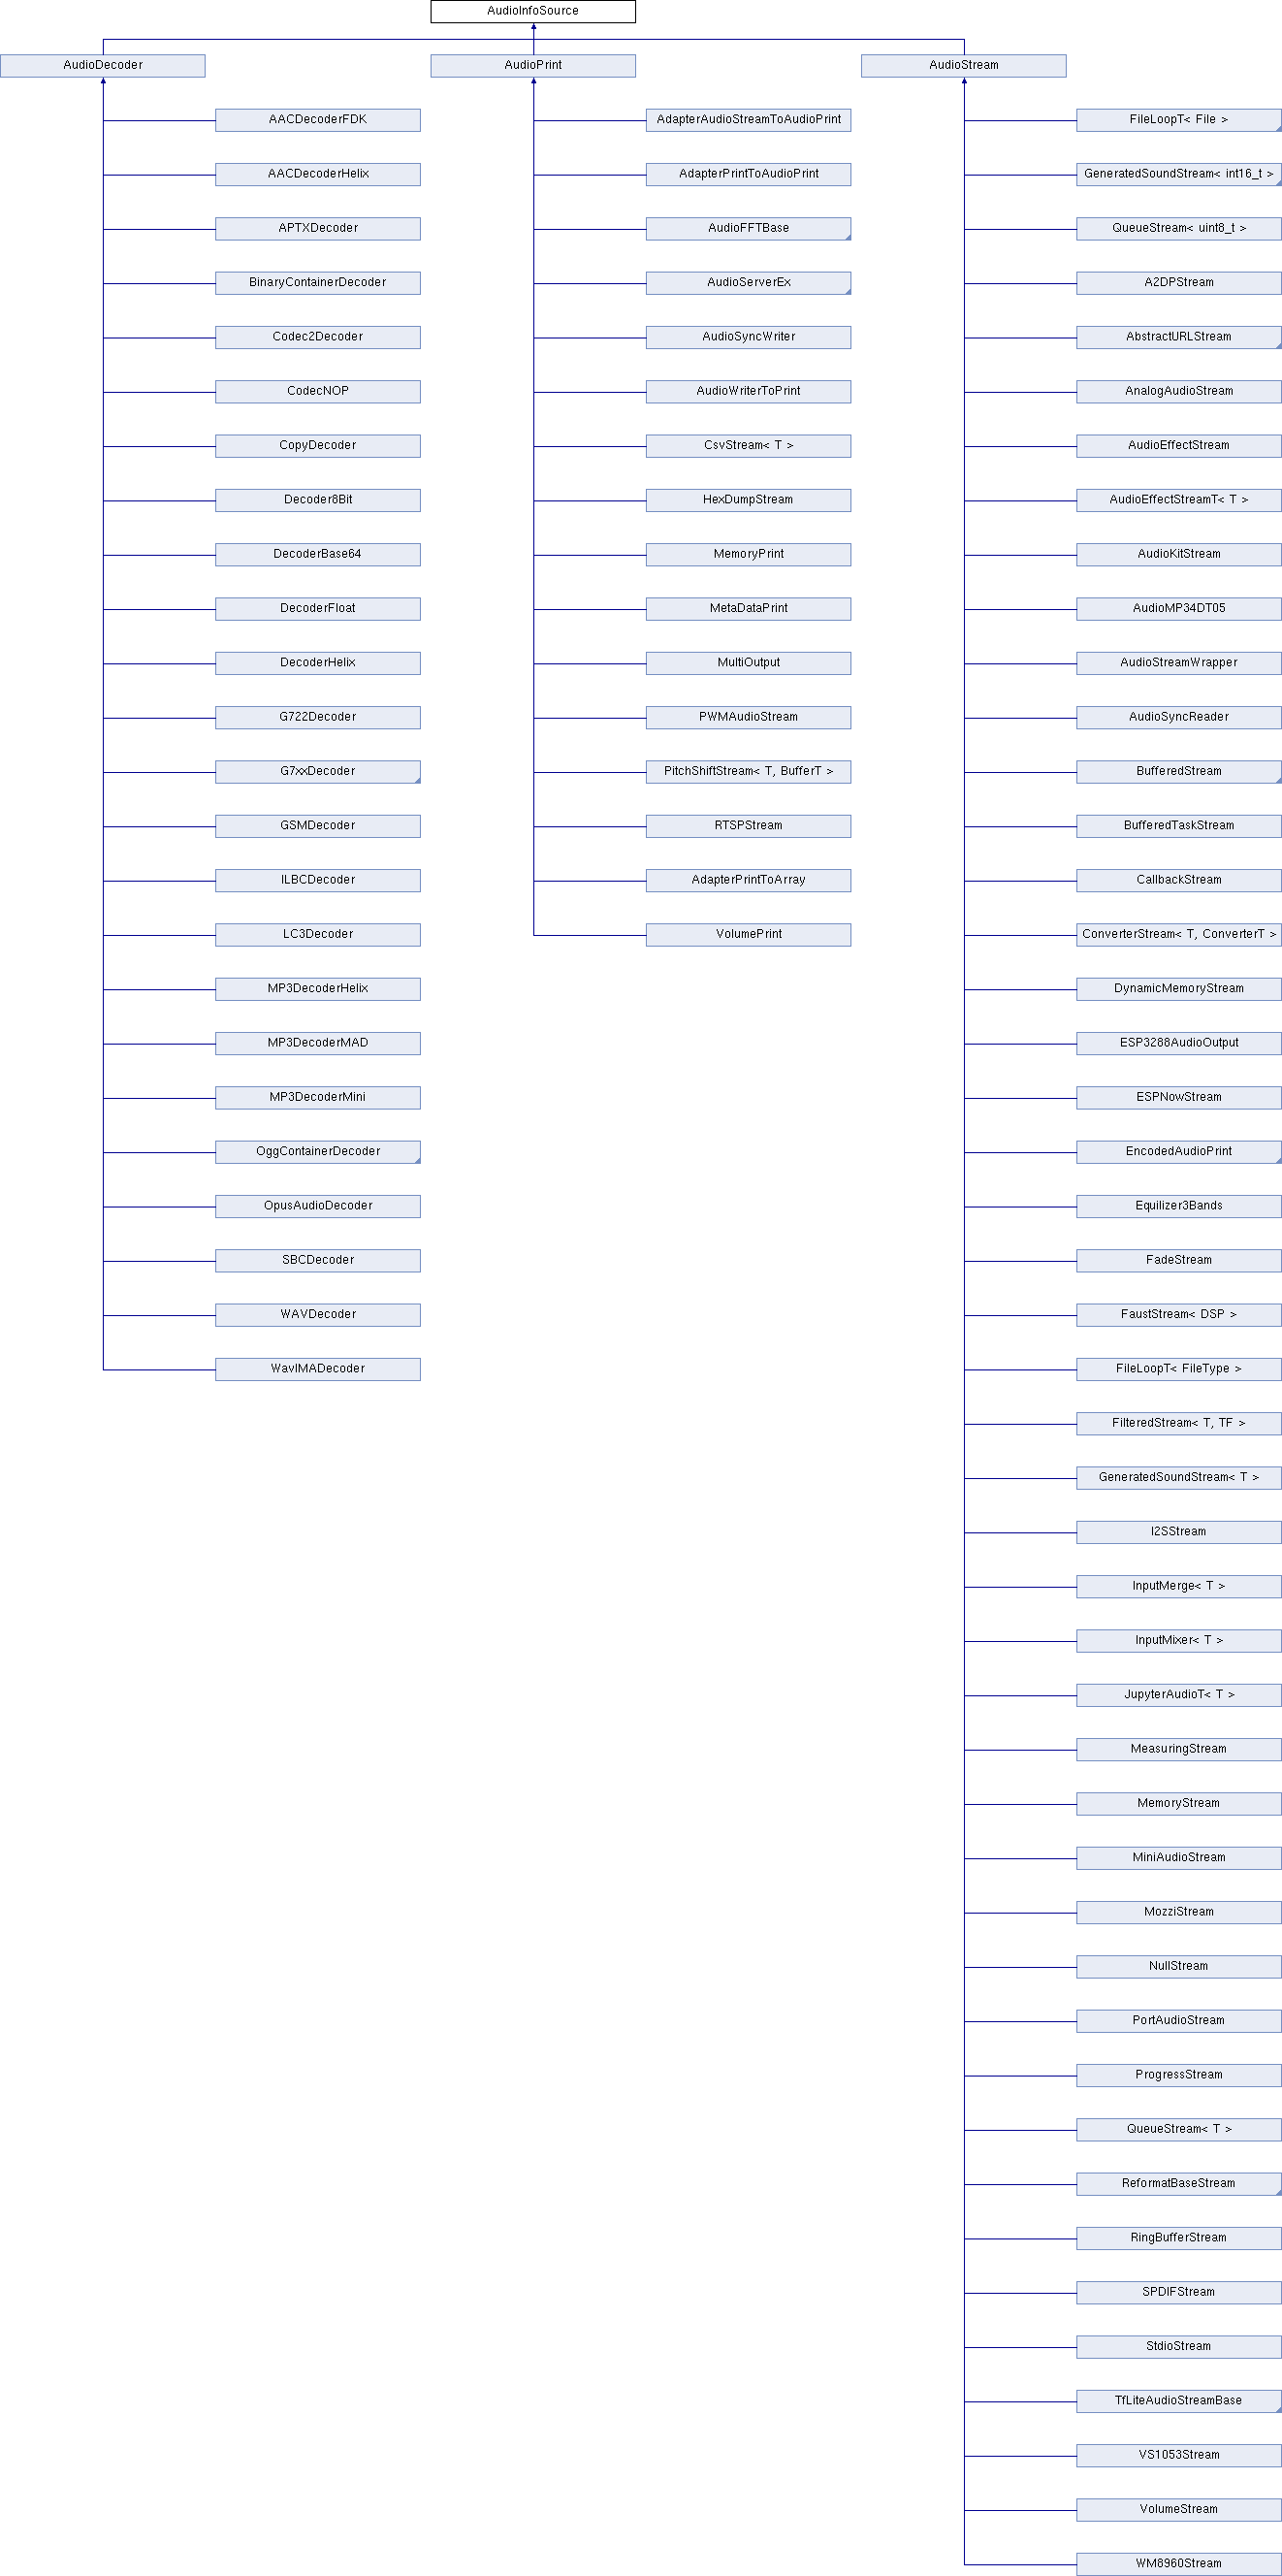 AudioInfoSource
AudioDecoder
AudioPrint
AudioStream
AACDecoderFDK
AACDecoderHelix
APTXDecoder
BinaryContainerDecoder
Codec2Decoder
CodecNOP
CopyDecoder
Decoder8Bit
DecoderBase64
DecoderFloat
DecoderHelix
G722Decoder
G7xxDecoder
GSMDecoder
ILBCDecoder
LC3Decoder
MP3DecoderHelix
MP3DecoderMAD
MP3DecoderMini
OggContainerDecoder
OpusAudioDecoder
SBCDecoder
WAVDecoder
WavIMADecoder
AdapterAudioStreamToAudioPrint
AdapterPrintToAudioPrint
AudioFFTBase
AudioServerEx
AudioSyncWriter
AudioWriterToPrint
CsvStream< T >
HexDumpStream
MemoryPrint
MetaDataPrint
MultiOutput
PWMAudioStream
PitchShiftStream< T, BufferT >
RTSPStream
AdapterPrintToArray
VolumePrint
FileLoopT< File >
GeneratedSoundStream< int16_t >
QueueStream< uint8_t >
A2DPStream
AbstractURLStream
AnalogAudioStream
AudioEffectStream
AudioEffectStreamT< T >
AudioKitStream
AudioMP34DT05
AudioStreamWrapper
AudioSyncReader
BufferedStream
BufferedTaskStream
CallbackStream
ConverterStream< T, ConverterT >
DynamicMemoryStream
ESP3288AudioOutput
ESPNowStream
EncodedAudioPrint
Equilizer3Bands
FadeStream
FaustStream< DSP >
FileLoopT< FileType >
FilteredStream< T, TF >
GeneratedSoundStream< T >
I2SStream
InputMerge< T >
InputMixer< T >
JupyterAudioT< T >
MeasuringStream
MemoryStream
MiniAudioStream
MozziStream
NullStream
PortAudioStream
ProgressStream
QueueStream< T >
ReformatBaseStream
RingBufferStream
SPDIFStream
StdioStream
TfLiteAudioStreamBase
VS1053Stream
VolumeStream
WM8960Stream